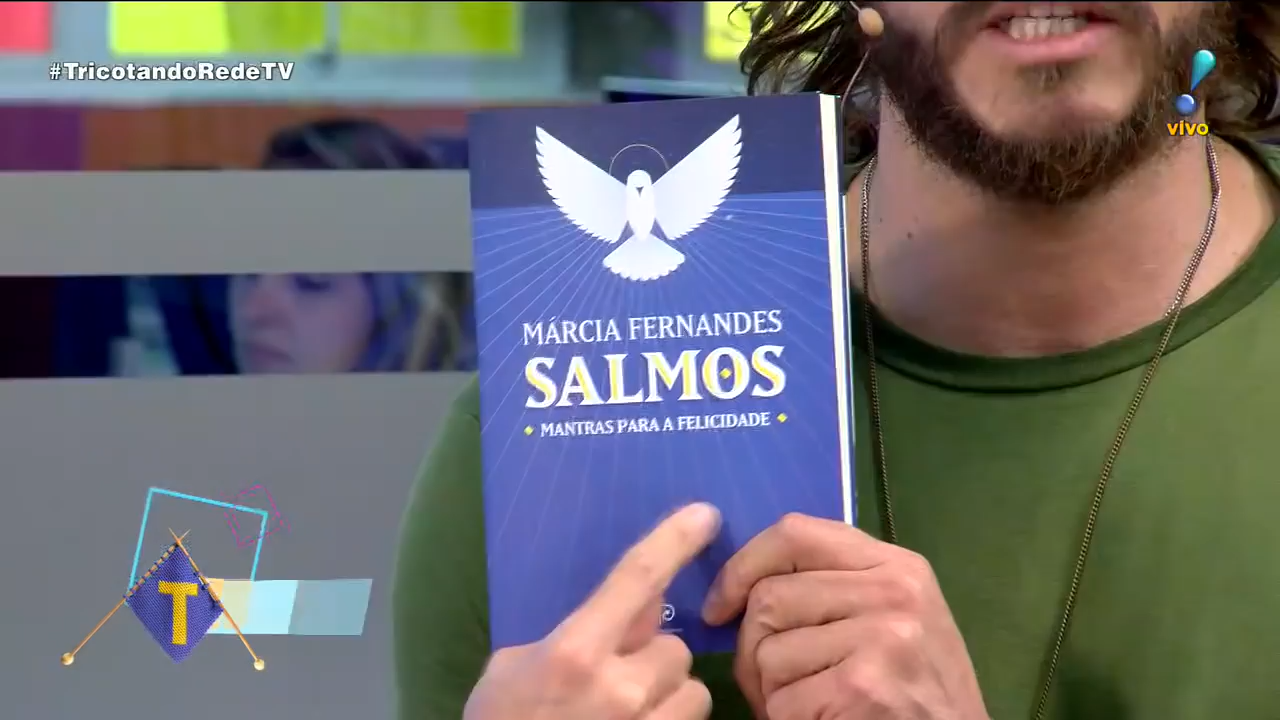 #TricotandoRedeTV
vivo
MÁRCIA FERNANDES
SALMOS
MANTRAS PARA A FELICIDADE
T